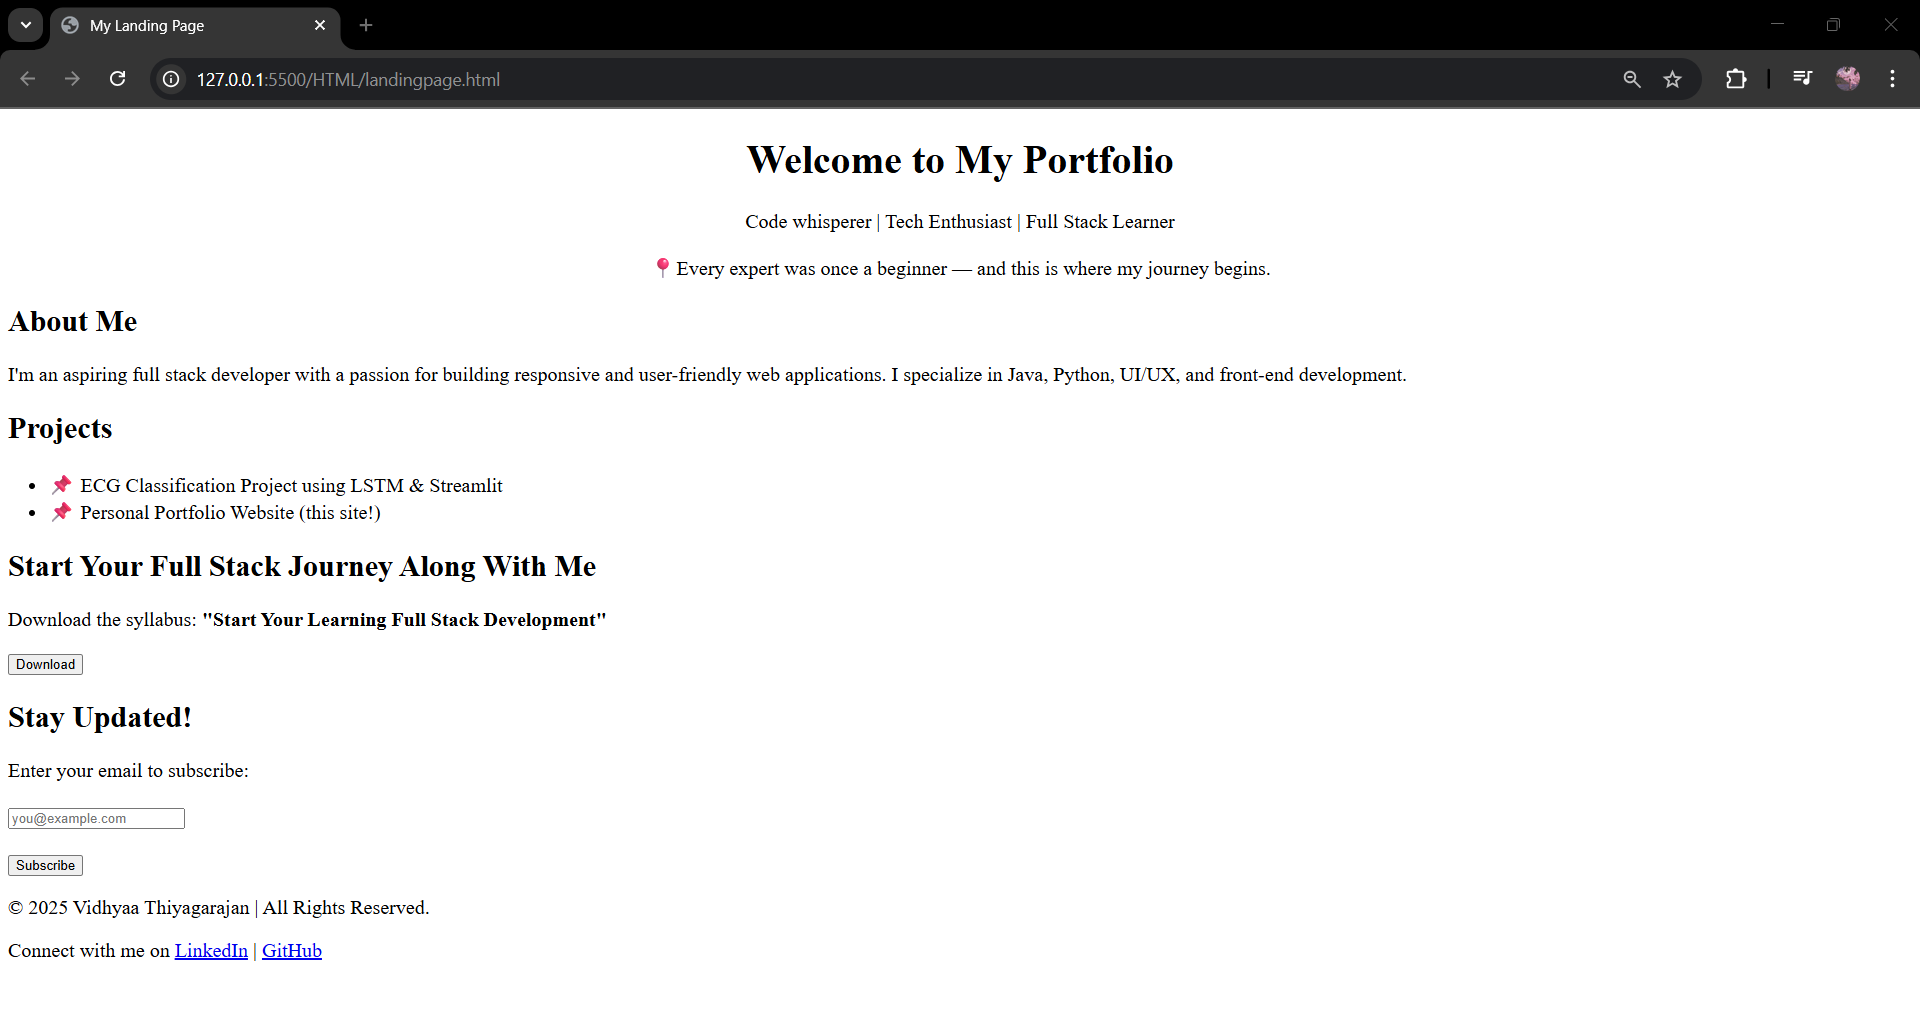 My Landing Page
127.0.0.1:5500/HTML/landingpage.html
Welcome to My Portfolio
Code whisperer | Tech Enthusiast | Full Stack Learner
📍 Every expert was once a beginner — and this is where my journey begins.
About Me
I'm an aspiring full stack developer with a passion for building responsive and user-friendly web applications. I specialize in Java, Python, UI/UX, and front-end development.
Projects
• 📌 ECG Classification Project using LSTM & Streamlit
• 📌 Personal Portfolio Website (this site!)
Start Your Full Stack Journey Along With Me
Download the syllabus: "Start Your Learning Full Stack Development"
Download
Stay Updated!
Enter your email to subscribe:
you@example.com
Subscribe
© 2025 Vidhyaa Thiyagarajan | All Rights Reserved.
Connect with me on LinkedIn | GitHub